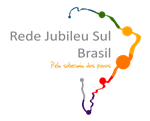 Rede Jubileu Sul
Brasil
Pela soberania dos povos